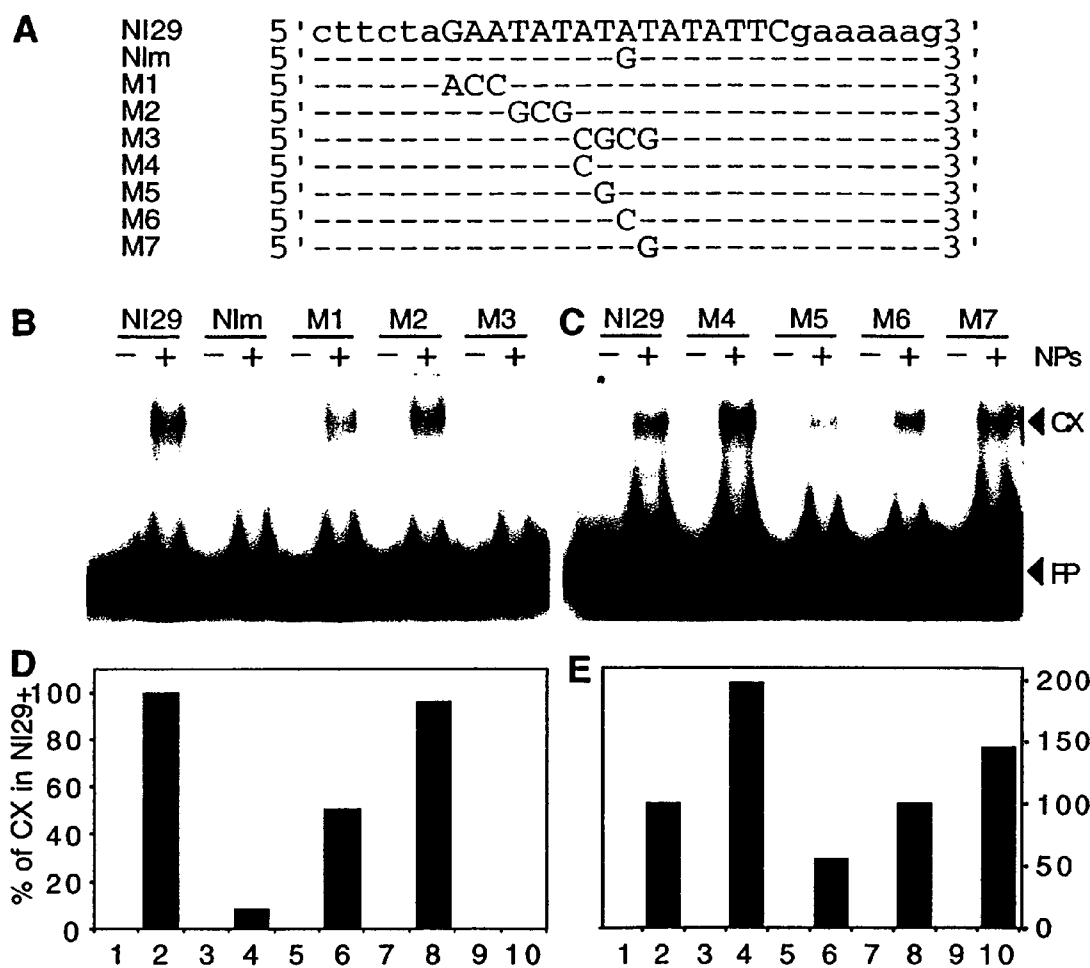 A
NI29 5'cttctaGAATATATATATATTCgaaaaag3'
NIm 5'--------------G--------------3'
M1 5'------ACC--------------------3'
M2 5'---------GCG-----------------3'
M3 5'------------CGCG-------------3'
M4 5'------------C----------------3'
M5 5'-------------G---------------3'
M6 5'--------------C--------------3'
M7 5'---------------G-------------3'
B NI29 NIm M1 M2 M3
− + − + − + − + − +
C NI29 M4 M5 M6 M7
− + − + − + − + − + NPs
CX
FP
D
% of CX in NI29+
100
80
60
40
20
0
1 2 3 4 5 6 7 8 9 10
E
200
150
100
50
0
1 2 3 4 5 6 7 8 9 10